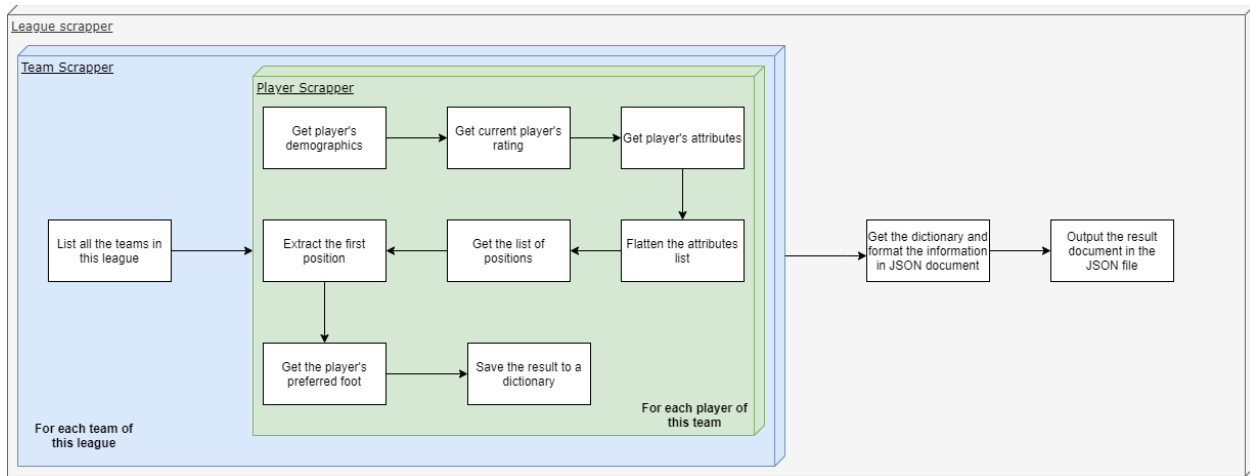 League scrapper
Team Scrapper
Player Scrapper
Get player's
demographics
Get current player's
rating
Get player's attributes
List all the teams in
this league
Extract the first
position
Get the list of
positions
Flatten the attributes
list
Get the dictionary and
format the information
in JSON document
Output the result
document in the
JSON file
Get the player's
preferred foot
Save the result to a
dictionary
For each player of
this team
For each team of
this league